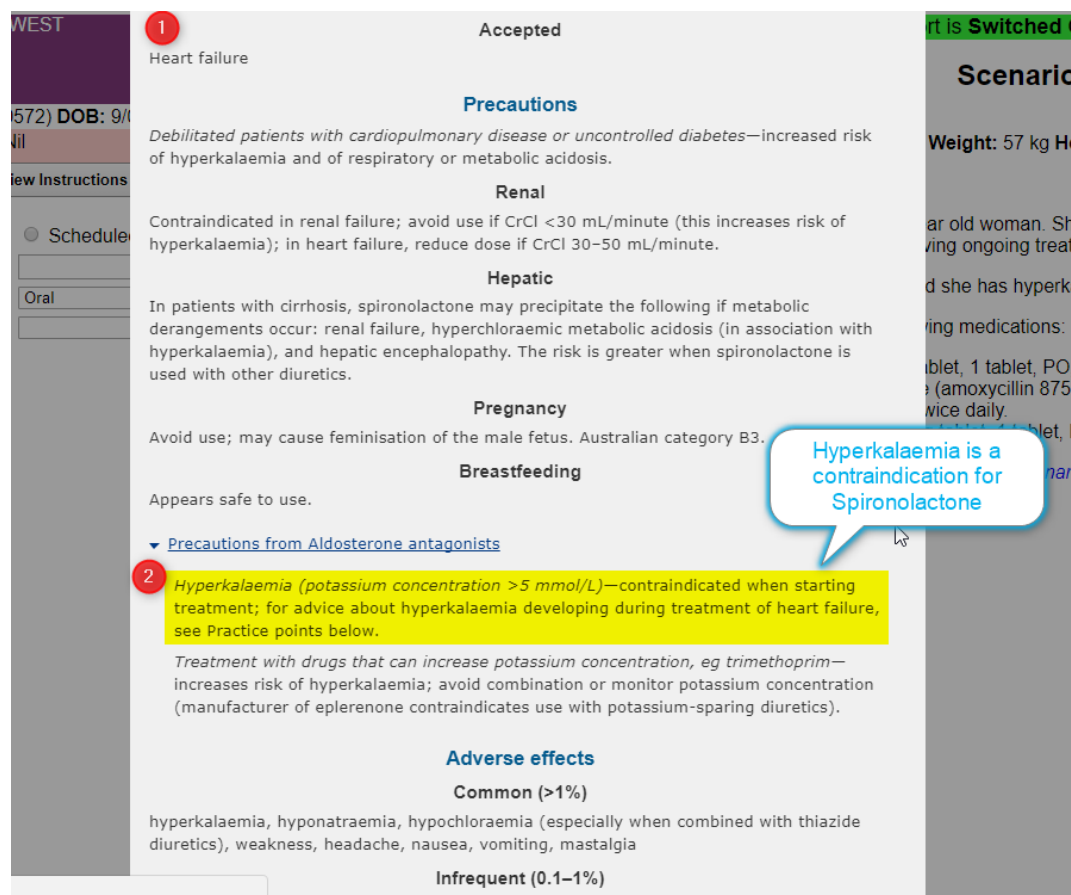 WEST
1
Accepted
rt is Switched
Heart failure
Scenario
Precautions
572) DOB: 9/
Debilitated patients with cardiopulmonary disease or uncontrolled diabetes—increased risk
of hyperkalaemia and of respiratory or metabolic acidosis.
Weight: 57 kg
iew Instructions
Renal
Contraindicated in renal failure; avoid use if CrCl <30 mL/minute (this increases risk of
hyperkalaemia); in heart failure, reduce dose if CrCl 30–50 mL/minute.
ar old woman. Sh
ving ongoing treat
Hepatic
In patients with cirrhosis, spironolactone may precipitate the following if metabolic
derangements occur: renal failure, hyperchloraemic metabolic acidosis (in association with
hyperkalaemia), and hepatic encephalopathy. The risk is greater when spironolactone is
used with other diuretics.
d she has hyperk
ving medications:
Oral
Pregnancy
Avoid use; may cause feminisation of the male fetus. Australian category B3.
ablet, 1 tablet, PO
(amoxycillin 875
wice daily.
Breastfeeding
Appears safe to use.
Hyperkalaemia is a
contraindication for
Spironolactone
Precautions from Aldosterone antagonists
2
Hyperkalaemia (potassium concentration >5 mmol/L)—contraindicated when starting
treatment; for advice about hyperkalaemia developing during treatment of heart failure,
see Practice points below.
Treatment with drugs that can increase potassium concentration, eg trimethoprim—
increases risk of hyperkalaemia; avoid combination or monitor potassium concentration
(manufacturer of eplerenone contraindicates use with potassium-sparing diuretics).
Adverse effects
Common (>1%)
hyperkalaemia, hyponatraemia, hypochloraemia (especially when combined with thiazide
diuretics), weakness, headache, nausea, vomiting, mastalgia
Infrequent (0.1–1%)